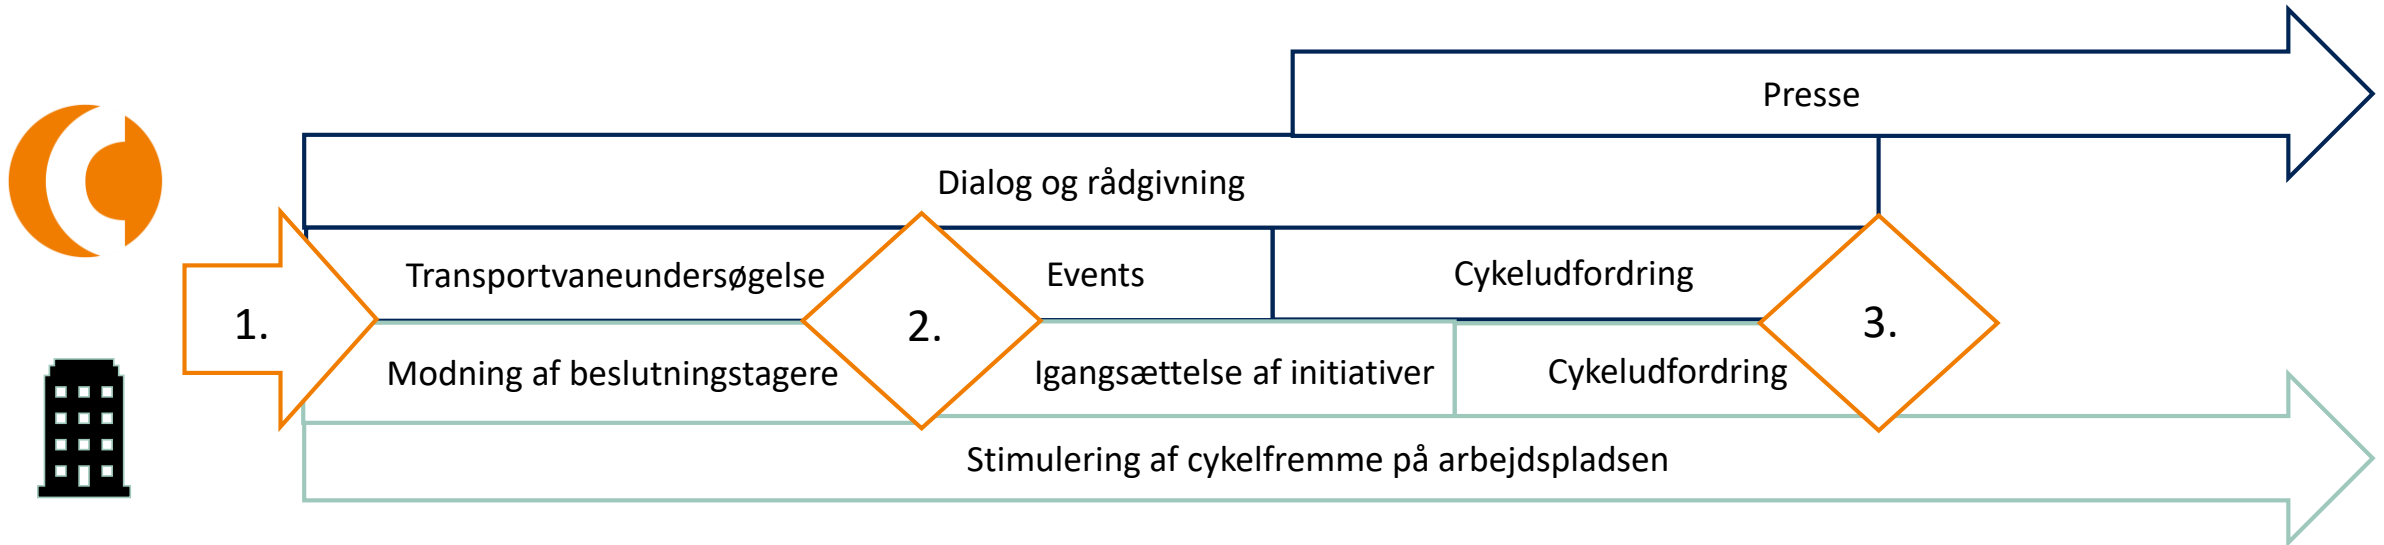 Presse
Dialog og rådgivning
Transportvaneundersøgelse
Events
Cykeludfordring
1.
2.
3.
Modning af beslutningstagere
Igangsættelse af initiativer
Cykeludfordring
Stimulering af cykelfremme på arbejdspladsen